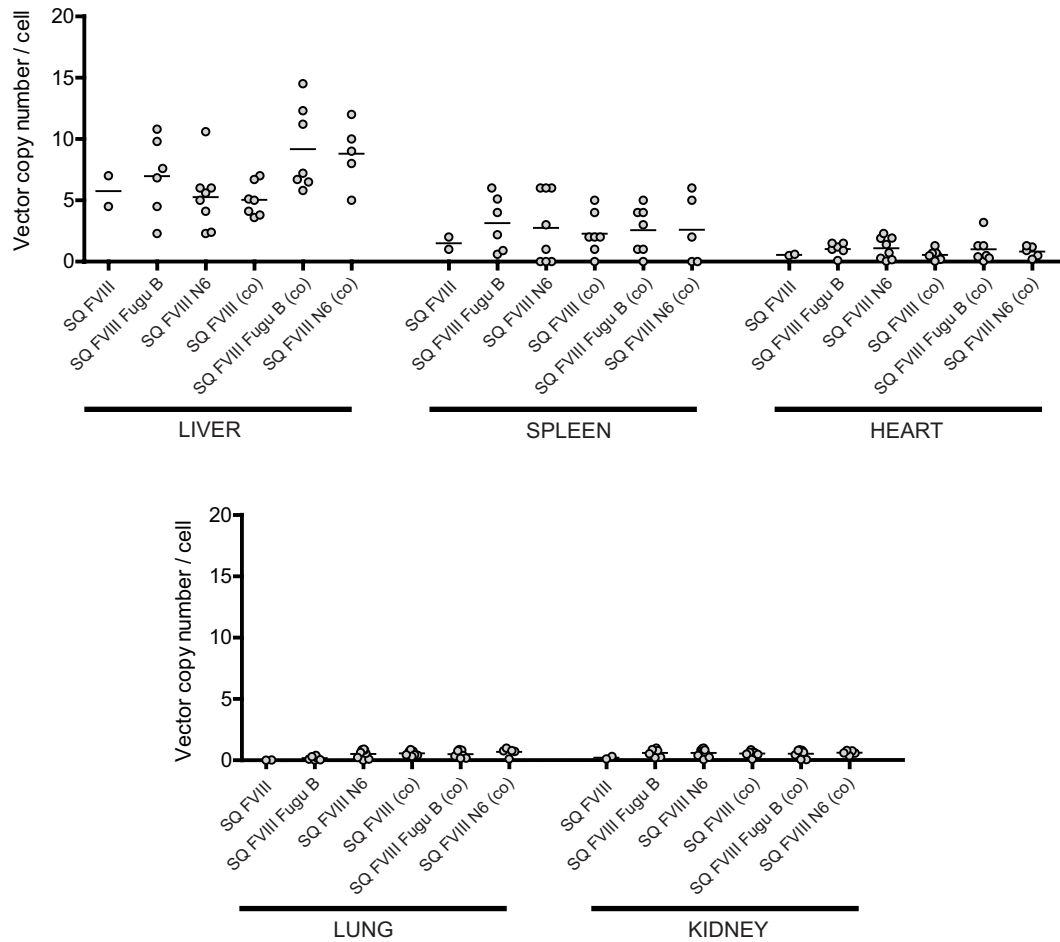 Vector copy number / cell
20
15
10
5
0
SQ FVIII
SQ FVIII Fugu B
SQ FVIII N6
SQ FVIII (co)
SQ FVIII Fugu B (co)
SQ FVIII N6 (co)
SQ FVIII
SQ FVIII Fugu B
SQ FVIII N6
SQ FVIII (co)
SQ FVIII Fugu B (co)
SQ FVIII N6 (co)
SQ FVIII
SQ FVIII Fugu B
SQ FVIII N6
SQ FVIII (co)
SQ FVIII Fugu B (co)
SQ FVIII N6 (co)
LIVER
SPLEEN
HEART
Vector copy number / cell
20
15
10
5
0
SQ FVIII
SQ FVIII Fugu B
SQ FVIII N6
SQ FVIII (co)
SQ FVIII Fugu B (co)
SQ FVIII N6 (co)
SQ FVIII
SQ FVIII Fugu B
SQ FVIII N6
SQ FVIII (co)
SQ FVIII Fugu B (co)
SQ FVIII N6 (co)
LUNG
KIDNEY